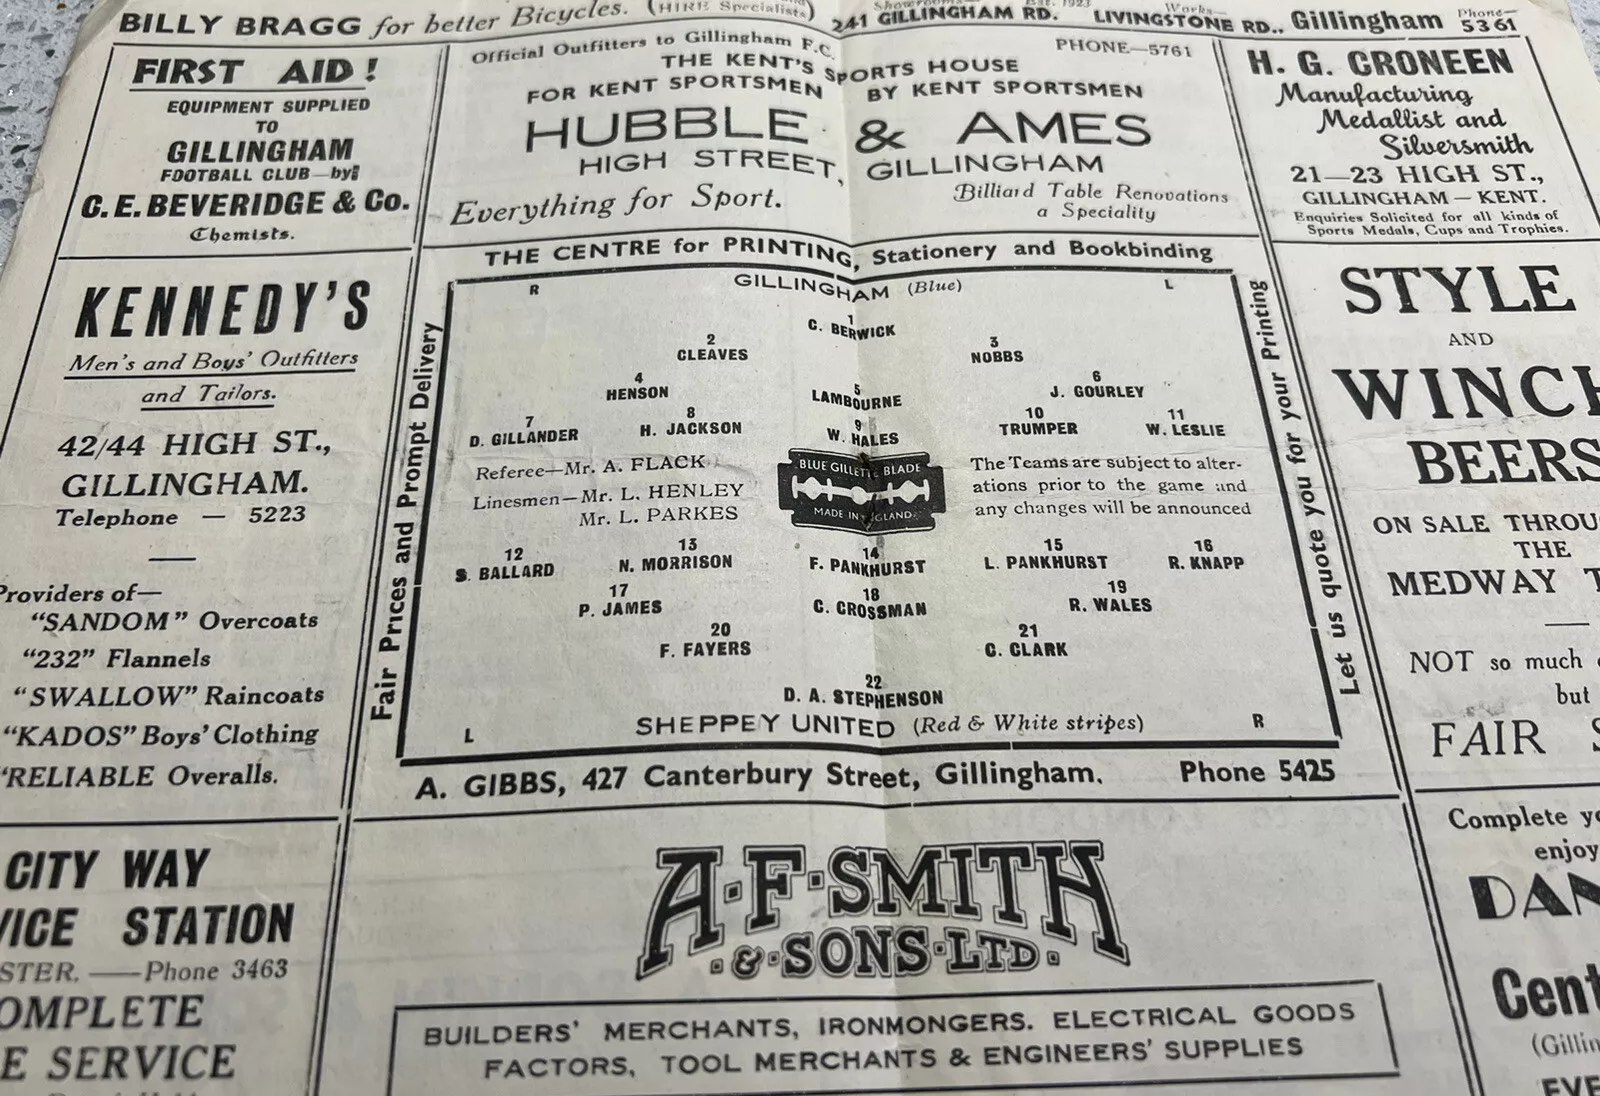 BILLY BRAGG for better Bicycles. (HIRE Specialists) 241 GILLINGHAM RD. Est. 1923 Works— LIVINGSTONE RD., Gillingham Phone— 5361
FIRST AID!
EQUIPMENT SUPPLIED
TO
GILLINGHAM
FOOTBALL CLUB—by
C. E. BEVERIDGE & Co.
Chemists.
Official Outfitters to Gillingham F.C. PHONE—5761
THE KENT'S SPORTS HOUSE
FOR KENT SPORTSMEN BY KENT SPORTSMEN
HUBBLE & AMES
HIGH STREET, GILLINGHAM
Everything for Sport.
Billiard Table Renovations
a Speciality
H. G. CRONEEN
Manufacturing
Medallist and
Silversmith
21—23 HIGH ST.,
GILLINGHAM – KENT.
Enquiries Solicited for all kinds of
Sports Medals, Cups and Trophies.
KENNEDY'S
Men's and Boys' Outfitters
and Tailors.
42/44 HIGH ST.,
GILLINGHAM.
Telephone — 5223
Providers of—
"SANDOM" Overcoats
"232" Flannels
"SWALLOW" Raincoats
"KADOS" Boys' Clothing
"RELIABLE Overalls.
THE CENTRE for PRINTING, Stationery and Bookbinding
Fair Prices and Prompt Delivery
R GILLINGHAM (Blue) L
1
C. BERWICK
2 3
CLEAVES NOBBS
4 5 6
HENSON LAMBOURNE J. GOURLEY
7 8 9 10 11
D. GILLANDER H. JACKSON W. HALES TRUMPER W. LESLIE
Referee—Mr. A. FLACK
Linesmen—Mr. L. HENLEY
Mr. L. PARKES
BLUE GILLETTE BLADE
MADE IN ENGLAND
The Teams are subject to alter-
ations prior to the game and
any changes will be announced
12 13 14 15 16
S. BALLARD N. MORRISON F. PANKHURST L. PANKHURST R. KNAPP
17 18 19
P. JAMES C. CROSSMAN R. WALES
20 21
F. FAYERS C. CLARK
22
D. A. STEPHENSON
L SHEPPEY UNITED (Red & White stripes) R
Let us quote you for your Printing
A. GIBBS, 427 Canterbury Street, Gillingham. Phone 5425
STYLE
AND
WINCH
BEERS
ON SALE THROU
THE
MEDWAY T
NOT so much
but
FAIR S
CITY WAY
VICE STATION
STER. —Phone 3463
OMPLETE
E SERVICE
A·F·SMITH
·&·SONS·LTD.
BUILDERS' MERCHANTS, IRONMONGERS. ELECTRICAL GOODS
FACTORS, TOOL MERCHANTS & ENGINEERS' SUPPLIES
Complete yo
enjoy
DAN
Cent
(Gillin
EVE